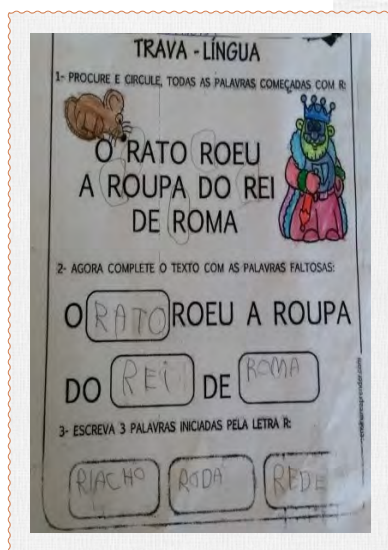 TRAVA - LÍNGUA
1- PROCURE E CIRCULE, TODAS AS PALAVRAS COMEÇADAS COM R:
O RATO ROEU
A ROUPA DO REI
DE ROMA
2- AGORA COMPLETE O TEXTO COM AS PALAVRAS FALTOSAS:
O RATO ROEU A ROUPA
DO REI DE ROMA
3- ESCREVA 3 PALAVRAS INICIADAS PELA LETRA R:
RIACHO RODA REDE